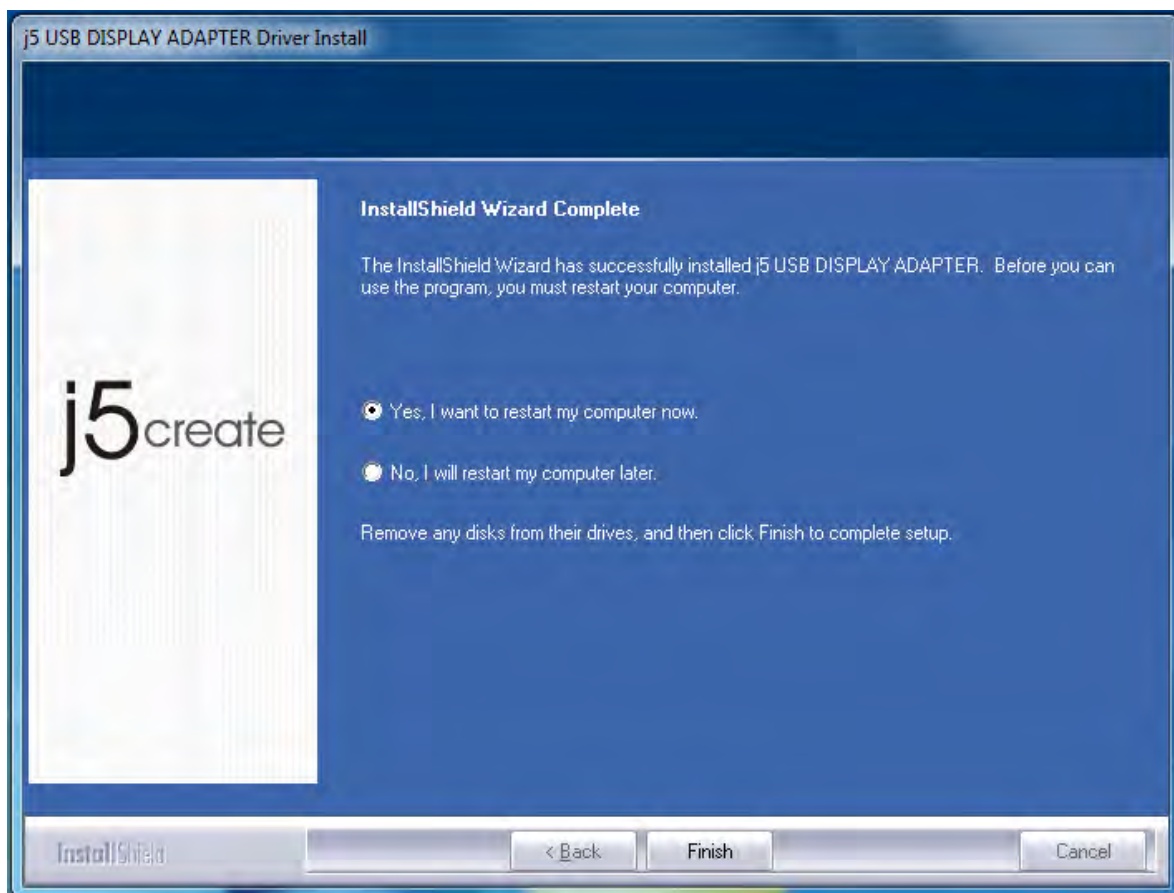 j5 USB DISPLAY ADAPTER Driver Install
InstallShield Wizard Complete
The InstallShield Wizard has successfully installed j5 USB DISPLAY ADAPTER. Before you can
use the program, you must restart your computer.
j5create
Yes, I want to restart my computer now.
No, I will restart my computer later.
Remove any disks from their drives, and then click Finish to complete setup.
InstallShield
< Back
Finish
Cancel